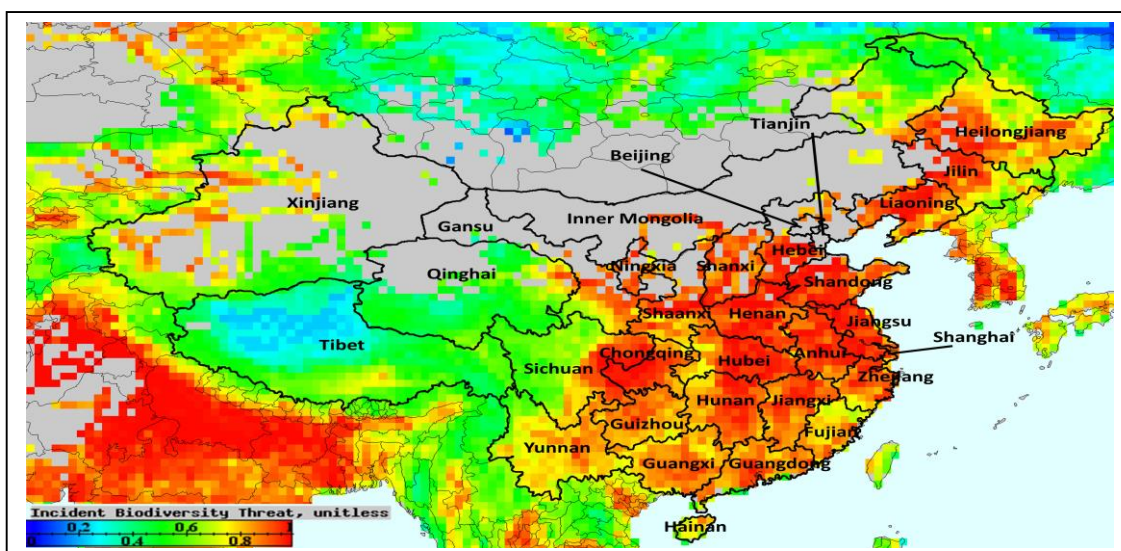 Tianjin
Heilongjiang
Beijing
Jilin
Xinjiang
Liaoning
Gansu
Inner Mongolia
Hebei
Qinghai
Ningxia
Shanxi
Shandong
Shaanxi
Henan
Jiangsu
Tibet
Shanghai
Sichuan
Chongqing
Hubei
Anhui
Zhejiang
Hunan
Jiangxi
Guizhou
Fujian
Yunnan
Guangxi
Guangdong
Hainan
Incident Biodiversity Threat, unitless
0.2 0.6 1
0 0.4 0.8